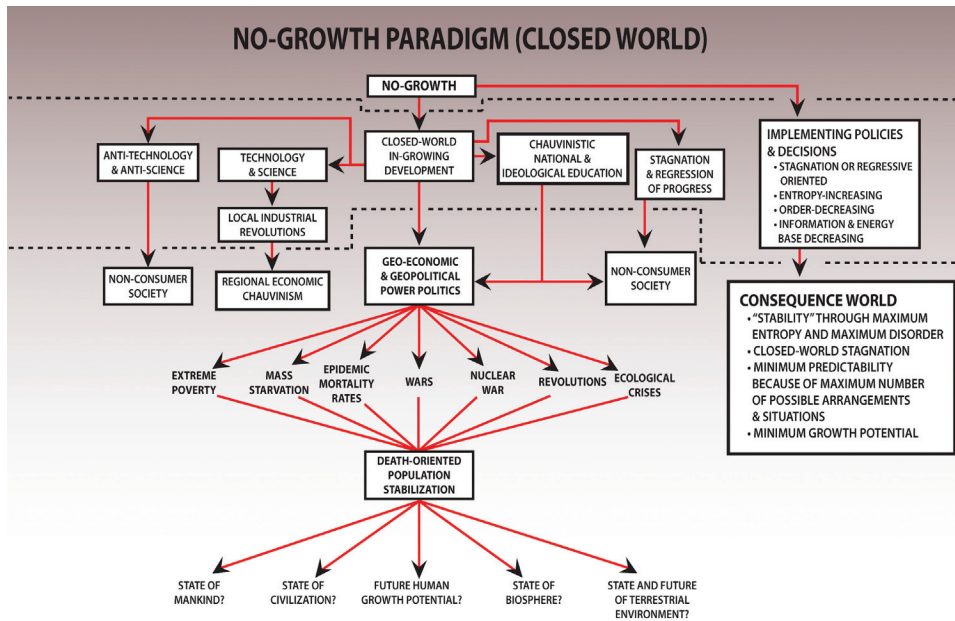 NO-GROWTH PARADIGM (CLOSED WORLD)
NO-GROWTH
ANTI-TECHNOLOGY
& ANTI-SCIENCE
TECHNOLOGY
& SCIENCE
CLOSED-WORLD
IN-GROWING
DEVELOPMENT
CHAUVINISTIC
NATIONAL &
IDEOLOGICAL EDUCATION
STAGNATION
& REGRESSION
OF PROGRESS
IMPLEMENTING POLICIES
& DECISIONS
• STAGNATION OR REGRESSIVE
ORIENTED
• ENTROPY-INCREASING
• ORDER-DECREASING
• INFORMATION & ENERGY
BASE DECREASING
LOCAL INDUSTRIAL
REVOLUTIONS
NON-CONSUMER
SOCIETY
REGIONAL ECONOMIC
CHAUVINISM
GEO-ECONOMIC
& GEOPOLITICAL
POWER POLITICS
NON-CONSUMER
SOCIETY
CONSEQUENCE WORLD
• "STABILITY" THROUGH MAXIMUM
ENTROPY AND MAXIMUM DISORDER
• CLOSED-WORLD STAGNATION
• MINIMUM PREDICTABILITY
BECAUSE OF MAXIMUM NUMBER
OF POSSIBLE ARRANGEMENTS
& SITUATIONS
• MINIMUM GROWTH POTENTIAL
EXTREME
POVERTY
MASS
STARVATION
EPIDEMIC
MORTALITY
RATES
WARS
NUCLEAR
WAR
REVOLUTIONS
ECOLOGICAL
CRISES
DEATH-ORIENTED
POPULATION
STABILIZATION
STATE OF
MANKIND?
STATE OF
CIVILIZATION?
FUTURE HUMAN
GROWTH POTENTIAL?
STATE OF
BIOSPHERE?
STATE AND FUTURE
OF TERRESTRIAL
ENVIRONMENT?